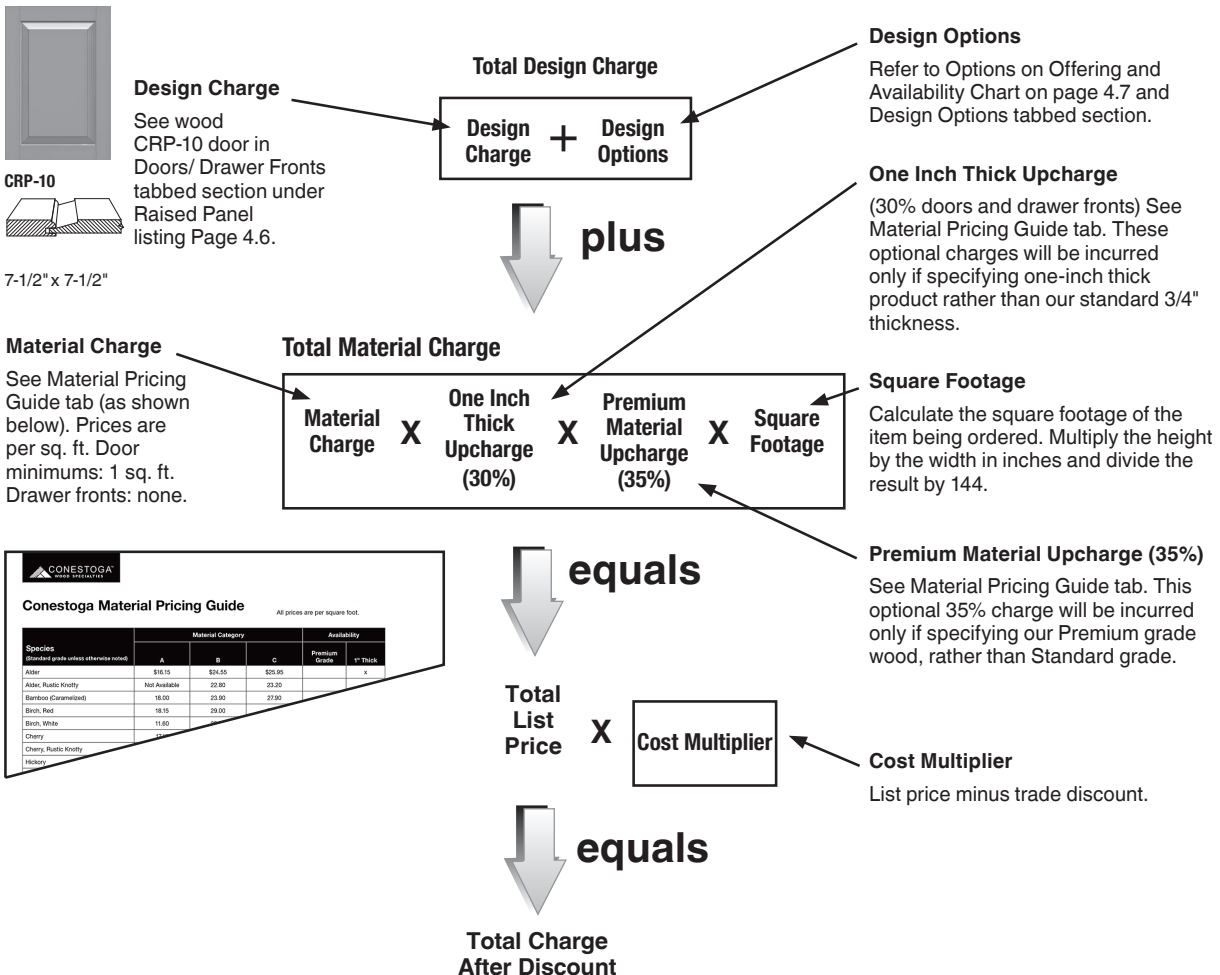 CRP-10
7-1/2" x 7-1/2"
Design Charge
See wood
CRP-10 door in
Doors/ Drawer Fronts
tabbed section under
Raised Panel
listing Page 4.6.
Total Design Charge
Design
Charge
+
Design
Options
Design Options
Refer to Options on Offering and
Availability Chart on page 4.7 and
Design Options tabbed section.
plus
One Inch Thick Upcharge
(30% doors and drawer fronts) See
Material Pricing Guide tab. These
optional charges will be incurred
only if specifying one-inch thick
product rather than our standard 3/4"
thickness.
Material Charge
See Material Pricing
Guide tab (as shown
below). Prices are
per sq. ft. Door
minimums: 1 sq. ft.
Drawer fronts: none.
Total Material Charge
Material
Charge
X
One Inch
Thick
Upcharge
(30%)
X
Premium
Material
Upcharge
(35%)
X
Square
Footage
Square Footage
Calculate the square footage of the
item being ordered. Multiply the height
by the width in inches and divide the
result by 144.
Premium Material Upcharge (35%)
See Material Pricing Guide tab. This
optional 35% charge will be incurred
only if specifying our Premium grade
wood, rather than Standard grade.
CONESTOGA
WOOD SPECIALTIES
Conestoga Material Pricing Guide
All prices are per square foot.
Species
(Standard grade unless otherwise noted)
Material Category
Availability
A B C Premium Grade 1" Thick
Alder $16.15 $24.55 $25.95 x
Alder, Rustic Knotty Not Available 22.80 23.20
Bamboo (Caramelized) 18.00 23.90 27.90
Birch, Red 18.15 29.00
Birch, White 11.60
Cherry
Cherry, Rustic Knotty
Hickory
equals
Total
List
Price
X
Cost Multiplier
Cost Multiplier
List price minus trade discount.
equals
Total Charge
After Discount